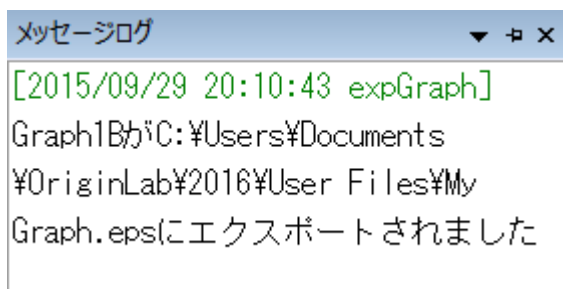 メッセージログ
[2015/09/29 20:10:43 expGraph]
Graph1BがC:¥Users¥Documents
¥OriginLab¥2016¥User Files¥My
Graph.epsにエクスポートされました